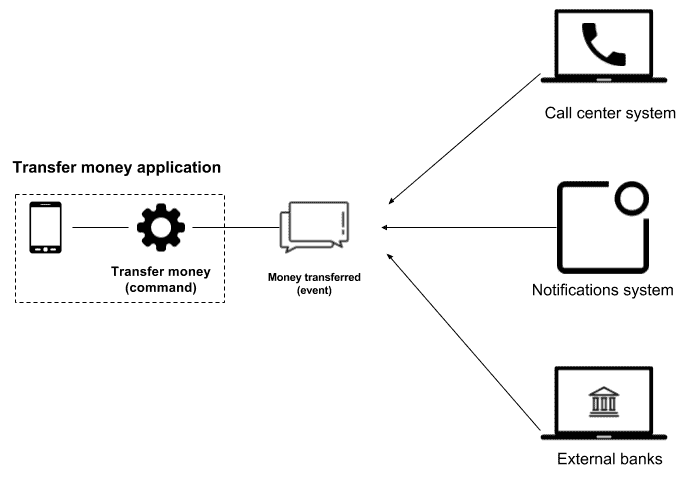 Call center system
Transfer money application
Transfer money
(command)
Money transferred
(event)
Notifications system
External banks